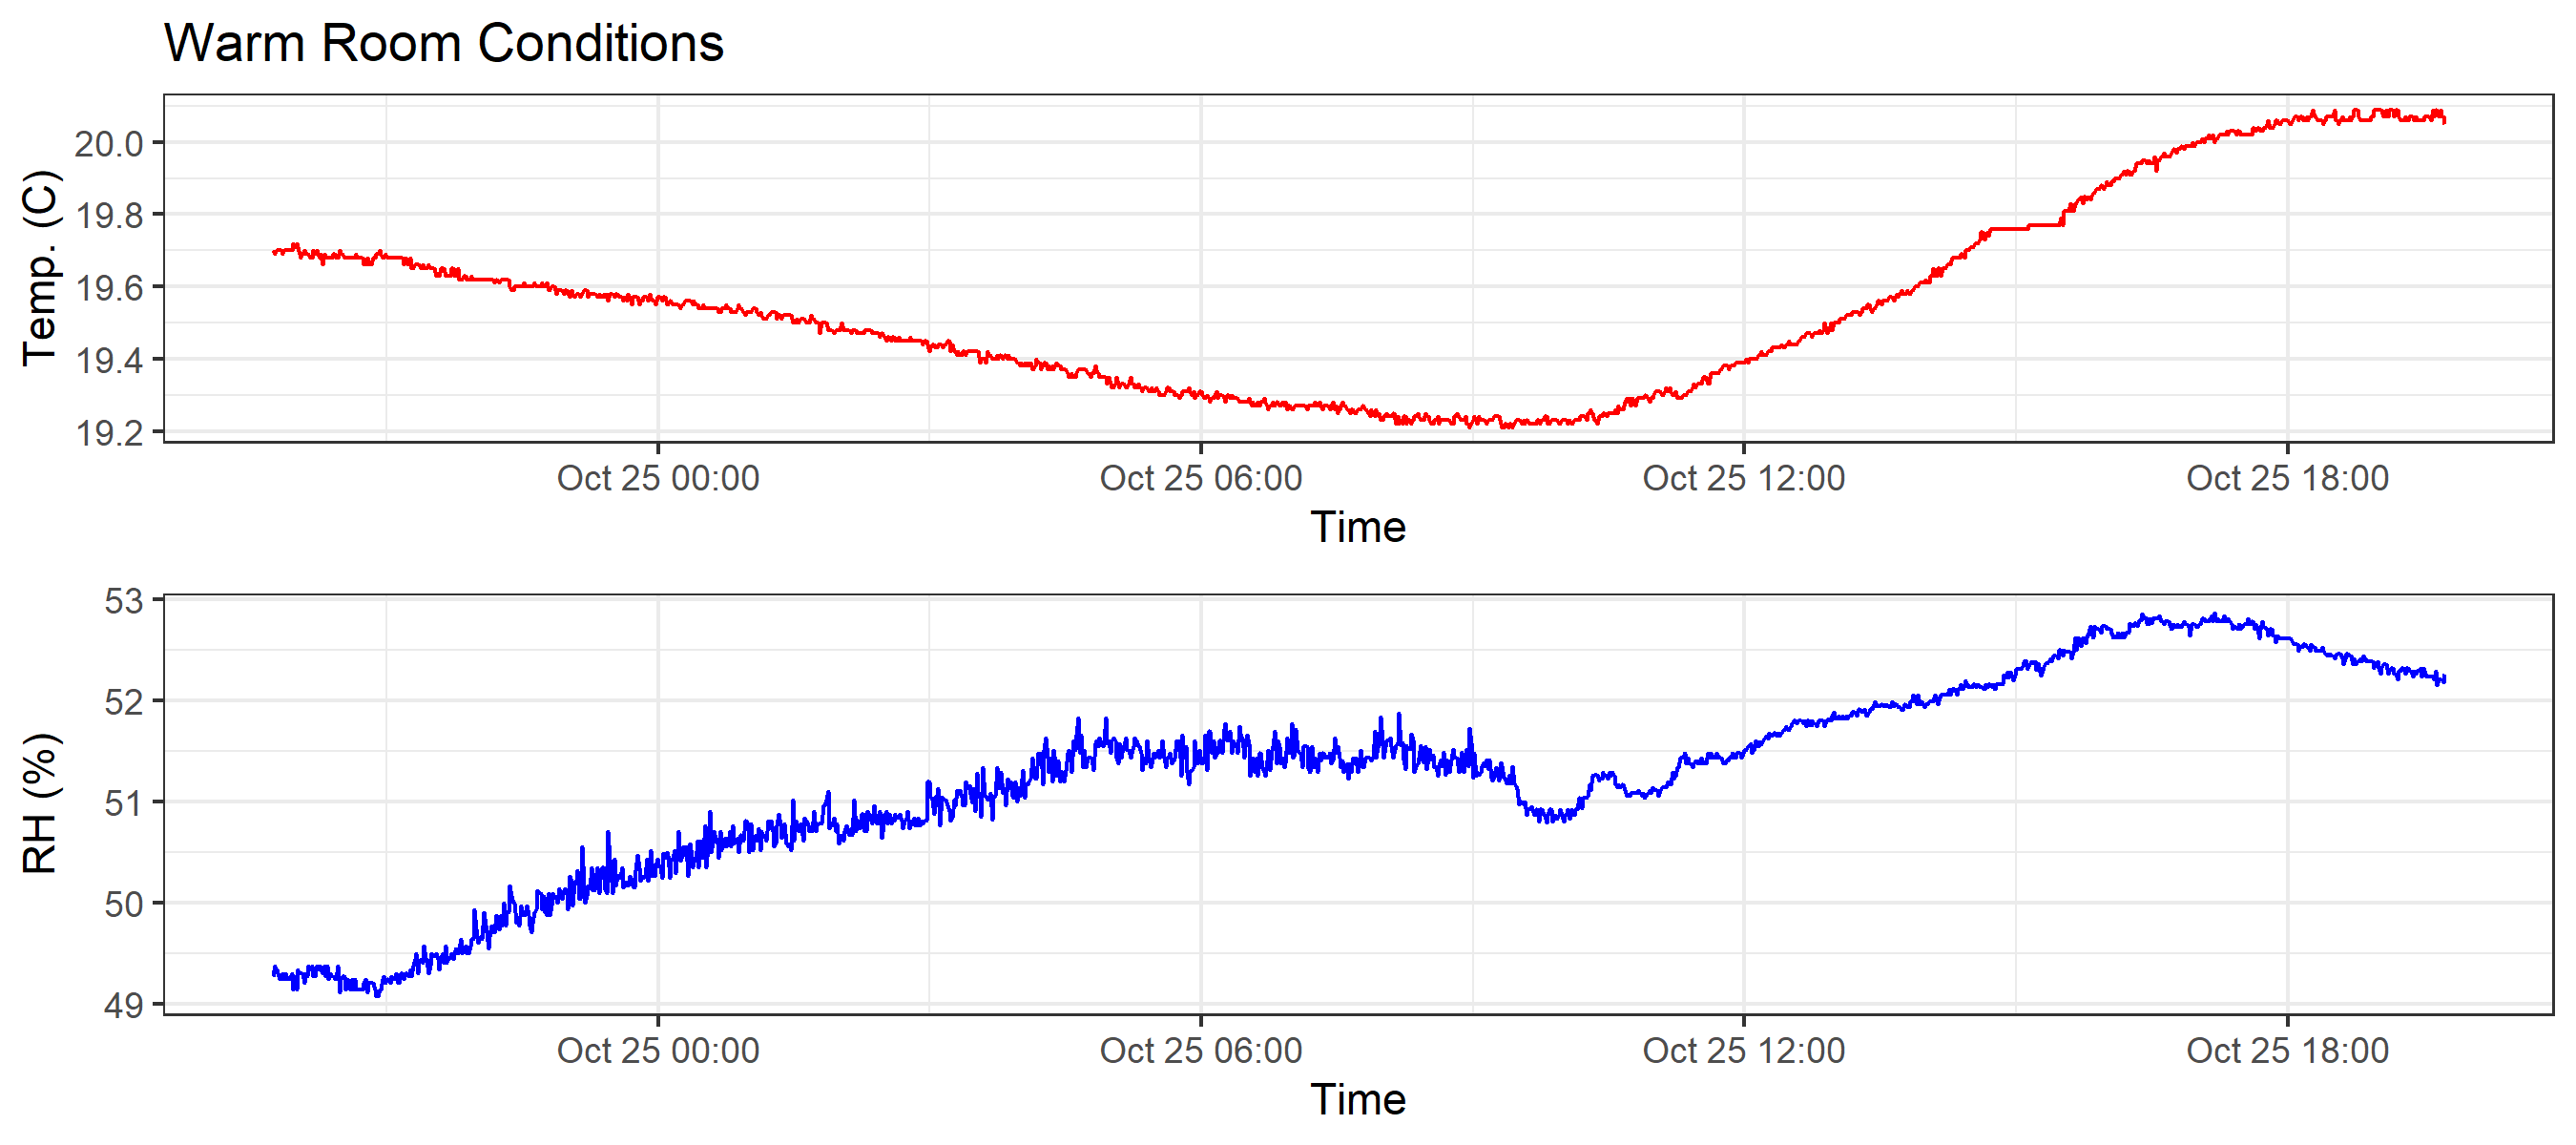 Warm Room Conditions
20.0
19.8
19.6
19.4
19.2
Temp. (C)
Oct 25 00:00 Oct 25 06:00 Oct 25 12:00 Oct 25 18:00
Time
53
52
51
50
49
RH (%)
Oct 25 00:00 Oct 25 06:00 Oct 25 12:00 Oct 25 18:00
Time